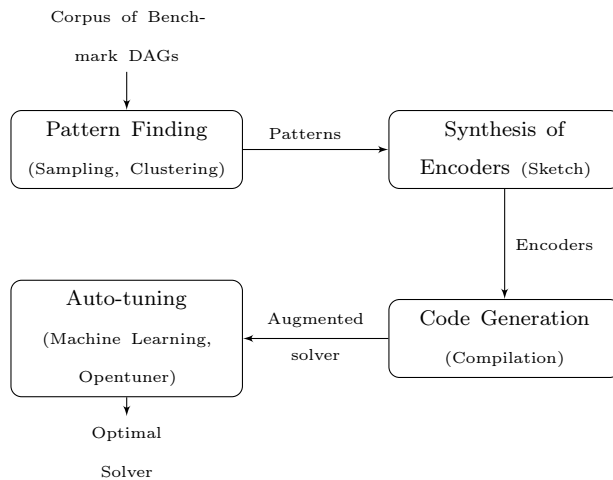 Corpus of Bench-
mark DAGs
Pattern Finding
(Sampling, Clustering)
Patterns
Synthesis of
Encoders (Sketch)
Encoders
Code Generation
(Compilation)
Augmented
solver
Auto-tuning
(Machine Learning,
Opentuner)
Optimal
Solver